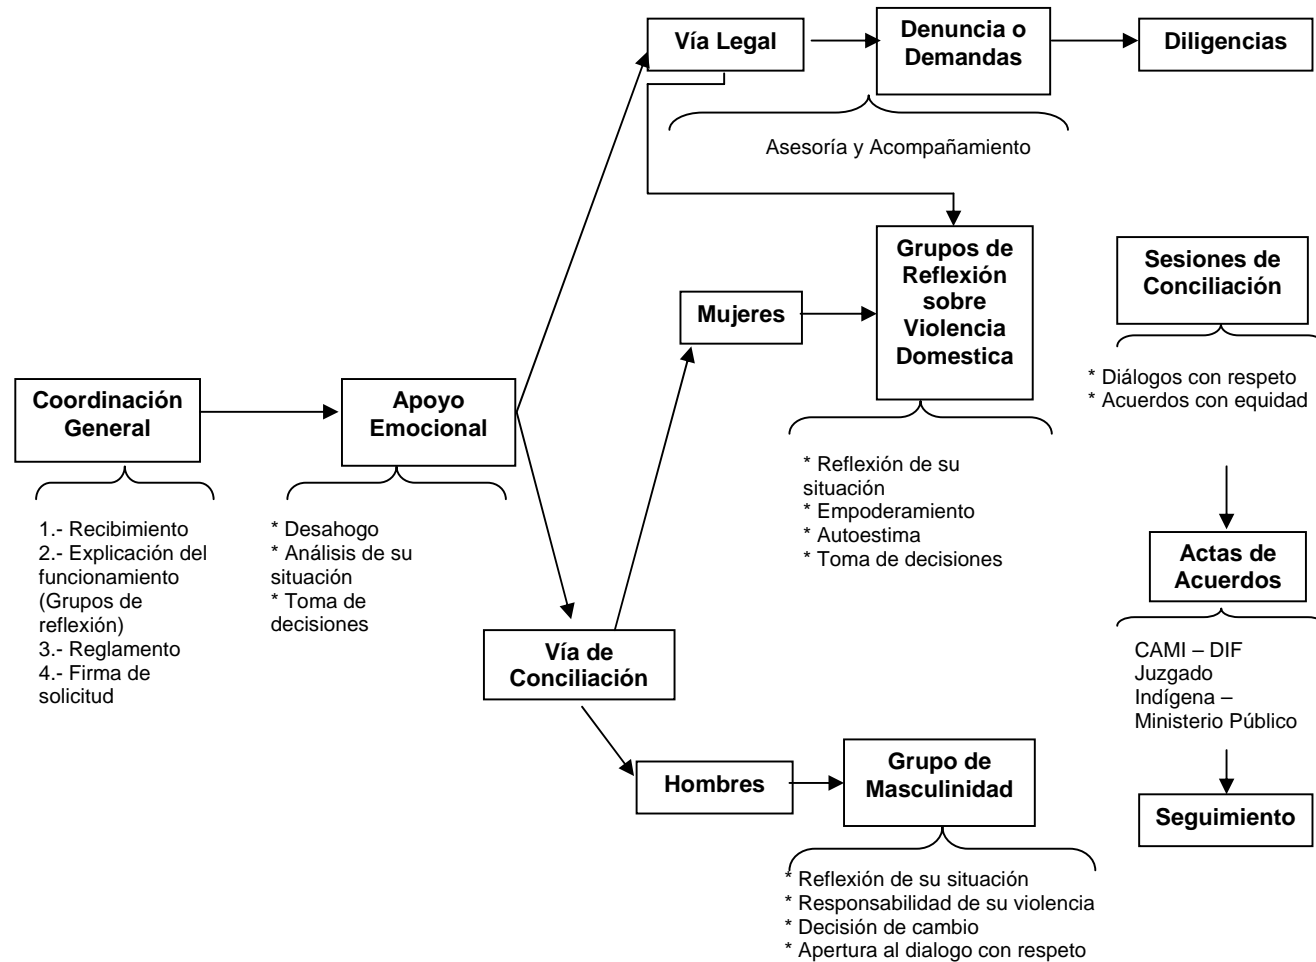 Vía Legal
Denuncia o
Demandas
Diligencias
Asesoría y Acompañamiento
Grupos de
Reflexión
sobre
Violencia
Domestica
Sesiones de
Conciliación
Mujeres
* Diálogos con respeto
* Acuerdos con equidad
Coordinación
General
Apoyo
Emocional
* Reflexión de su
situación
* Empoderamiento
* Autoestima
* Toma de decisiones
1.- Recibimiento
2.- Explicación del
funcionamiento
(Grupos de
reflexión)
3.- Reglamento
4.- Firma de
solicitud
* Desahogo
* Análisis de su
situación
* Toma de
decisiones
Actas de
Acuerdos
Vía de
Conciliación
CAMI – DIF
Juzgado
Indígena –
Ministerio Público
Hombres
Grupo de
Masculinidad
Seguimiento
* Reflexión de su situación
* Responsabilidad de su violencia
* Decisión de cambio
* Apertura al dialogo con respeto